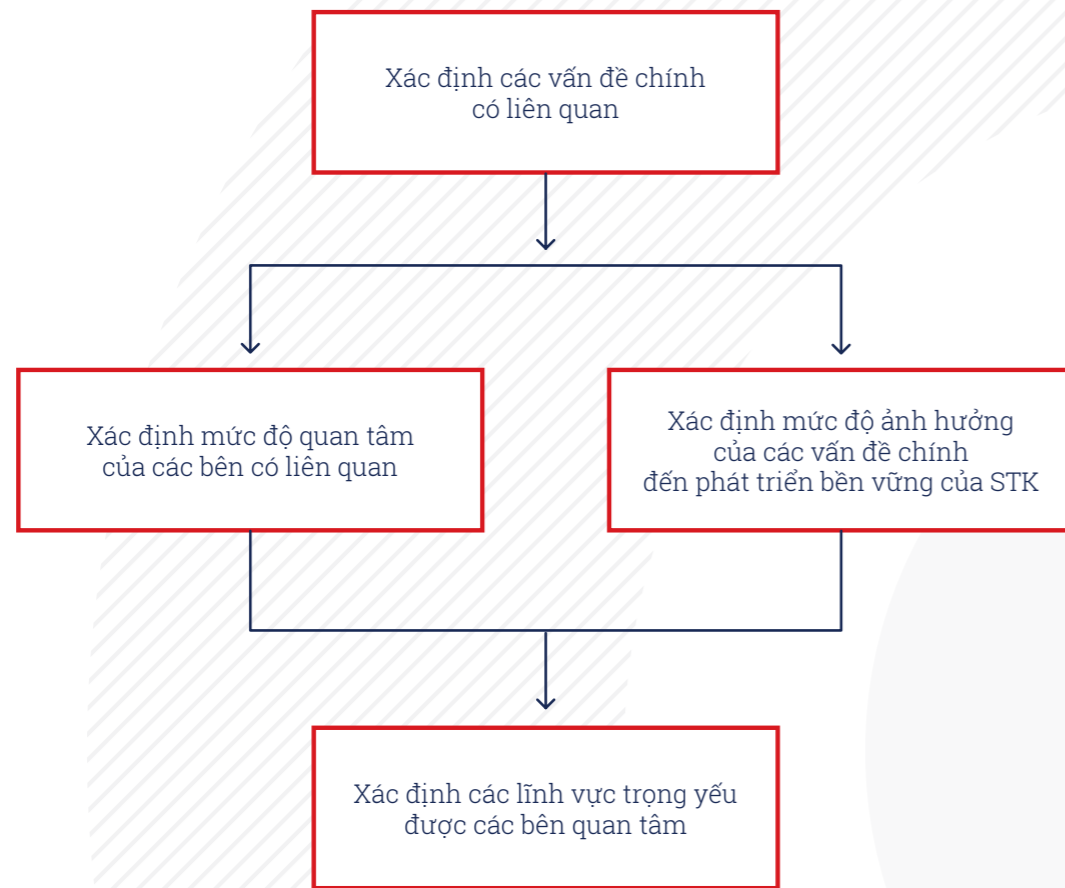 Xác định các vấn đề chính
có liên quan
Xác định mức độ quan tâm
của các bên có liên quan
Xác định mức độ ảnh hưởng
của các vấn đề chính
đến phát triển bền vững của STK
Xác định các lĩnh vực trọng yếu
được các bên quan tâm